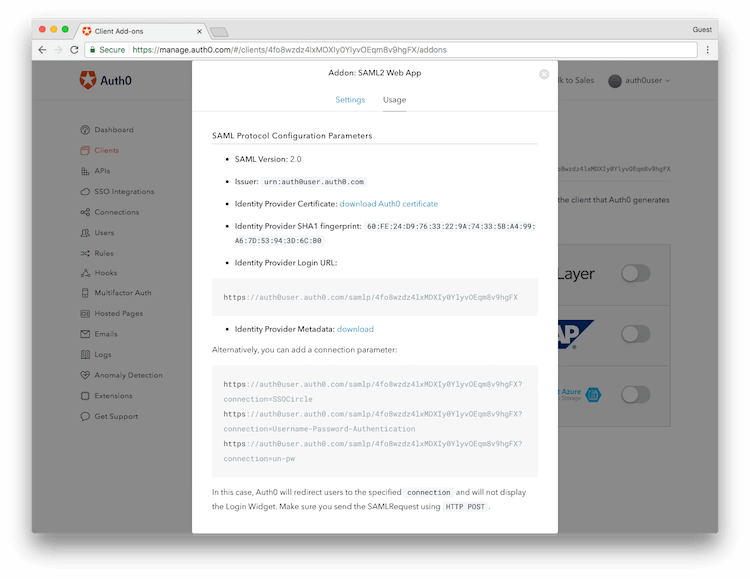 Client Add-ons
Guest
Secure https://manage.auth0.com/#/clients/4fo8wzdz4lxMDXIy0YlyvOEqm8v9hgFX/addons
Auth0
lk to Sales
auth0user
Dashboard
Clients
APIs
SSO Integrations
Connections
Users
Rules
Hooks
Multifactor Auth
Hosted Pages
Emails
Logs
Anomaly Detection
Extensions
Get Support
Addon: SAML2 Web App
Settings Usage
SAML Protocol Configuration Parameters
• SAML Version: 2.0
• Issuer: urn:auth0user.auth0.com
• Identity Provider Certificate: download Auth0 certificate
• Identity Provider SHA1 fingerprint: 60:FE:24:D9:76:33:22:9A:74:33:5B:A4:99:
A6:7D:53:94:3D:6C:B0
• Identity Provider Login URL:
https://auth0user.auth0.com/samlp/4fo8wzdz4lxMDXIy0YlyvOEqm8v9hgFX
• Identity Provider Metadata: download
Alternatively, you can add a connection parameter:
https://auth0user.auth0.com/samlp/4fo8wzdz4lxMDXIy0YlyvOEqm8v9hgFX?
connection=SSOCircle
https://auth0user.auth0.com/samlp/4fo8wzdz4lxMDXIy0YlyvOEqm8v9hgFX?
connection=Username-Password-Authentication
https://auth0user.auth0.com/samlp/4fo8wzdz4lxMDXIy0YlyvOEqm8v9hgFX?
connection=un-pw
In this case, Auth0 will redirect users to the specified connection and will not display
the Login Widget. Make sure you send the SAMLRequest using HTTP POST.
o8wzdz4lxMDXIy0YlyvOEqm8v9hgFX
the client that Auth0 generates
Layer
AP
t Azure
Storage